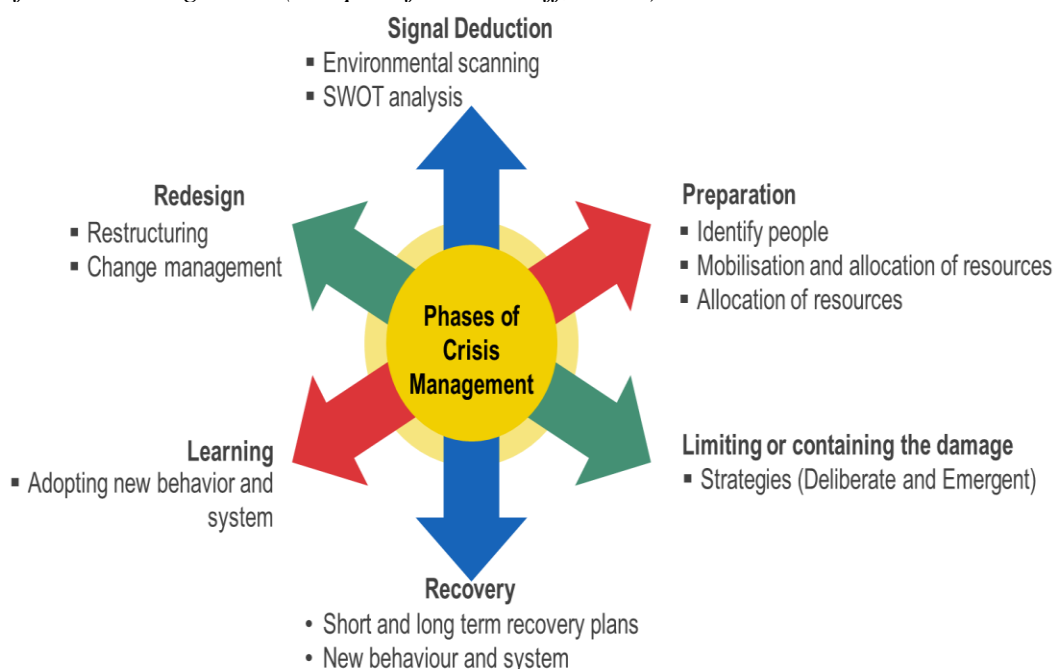 Signal Deduction
▪ Environmental scanning
▪ SWOT analysis
Preparation
▪ Identify people
▪ Mobilisation and allocation of resources
▪ Allocation of resources
Limiting or containing the damage
▪ Strategies (Deliberate and Emergent)
Recovery
• Short and long term recovery plans
• New behaviour and system
Learning
▪ Adopting new behavior and
system
Redesign
▪ Restructuring
▪ Change management
Phases of
Crisis
Management